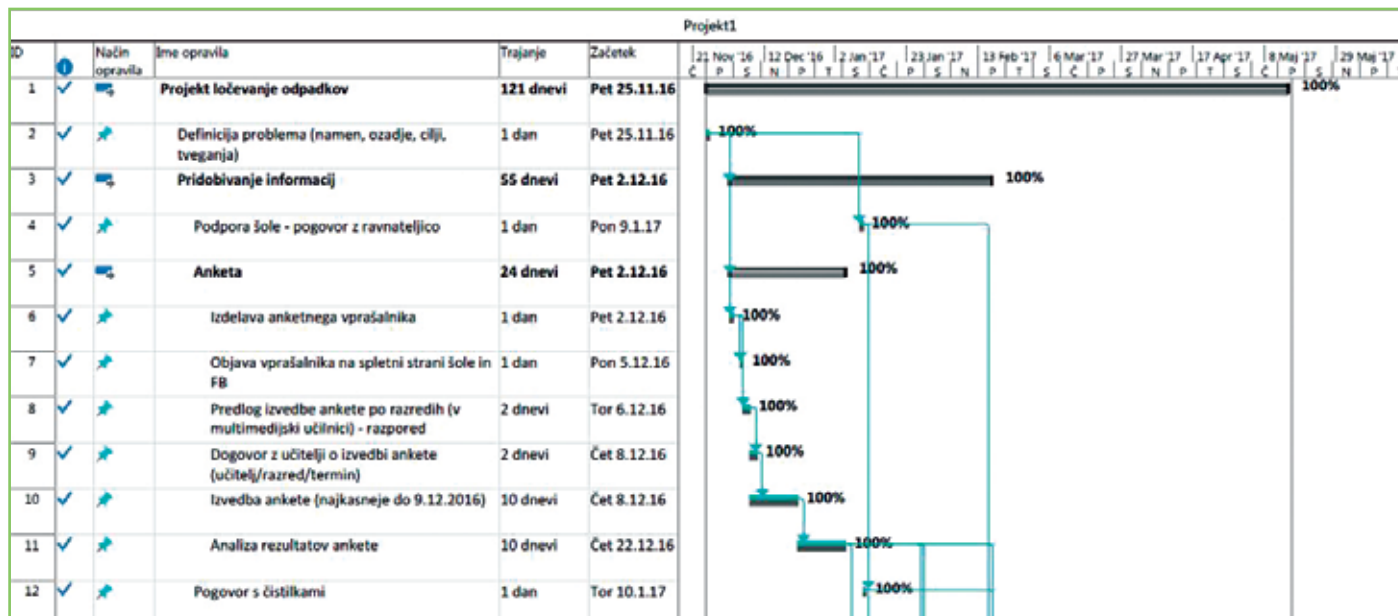 Projekt1
ID Način opravila Ime opravila Trajanje Začetek 21 Nov '16 12 Dec '16 2 Jan '17 23 Jan '17 13 Feb '17 6 Mar '17 27 Mar '17 17 Apr '17 8 Maj '17 29 Maj '17
Č P S N P T S Č P S N P T S Č P S N P T S Č P S N P
1 Projekt ločevanje odpadkov 121 dnevi Pet 25.11.16 100%
2 Definicija problema (namen, ozadje, cilji, tveganja) 1 dan Pet 25.11.16 100%
3 Pridobivanje informacij 55 dnevi Pet 2.12.16 100%
4 Podpora šole - pogovor z ravnateljico 1 dan Pon 9.1.17 100%
5 Anketa 24 dnevi Pet 2.12.16 100%
6 Izdelava anketnega vprašalnika 1 dan Pet 2.12.16 100%
7 Objava vprašalnika na spletni strani šole in FB 1 dan Pon 5.12.16 100%
8 Predlog izvedbe ankete po razredih (v multimedijski učilnici) - razpored 2 dnevi Tor 6.12.16 100%
9 Dogovor z učitelji o izvedbi ankete (učitelj/razred/termin) 2 dnevi Čet 8.12.16 100%
10 Izvedba ankete (najkasneje do 9.12.2016) 10 dnevi Čet 8.12.16 100%
11 Analiza rezultatov ankete 10 dnevi Čet 22.12.16 100%
12 Pogovor s čistilkami 1 dan Tor 10.1.17 100%